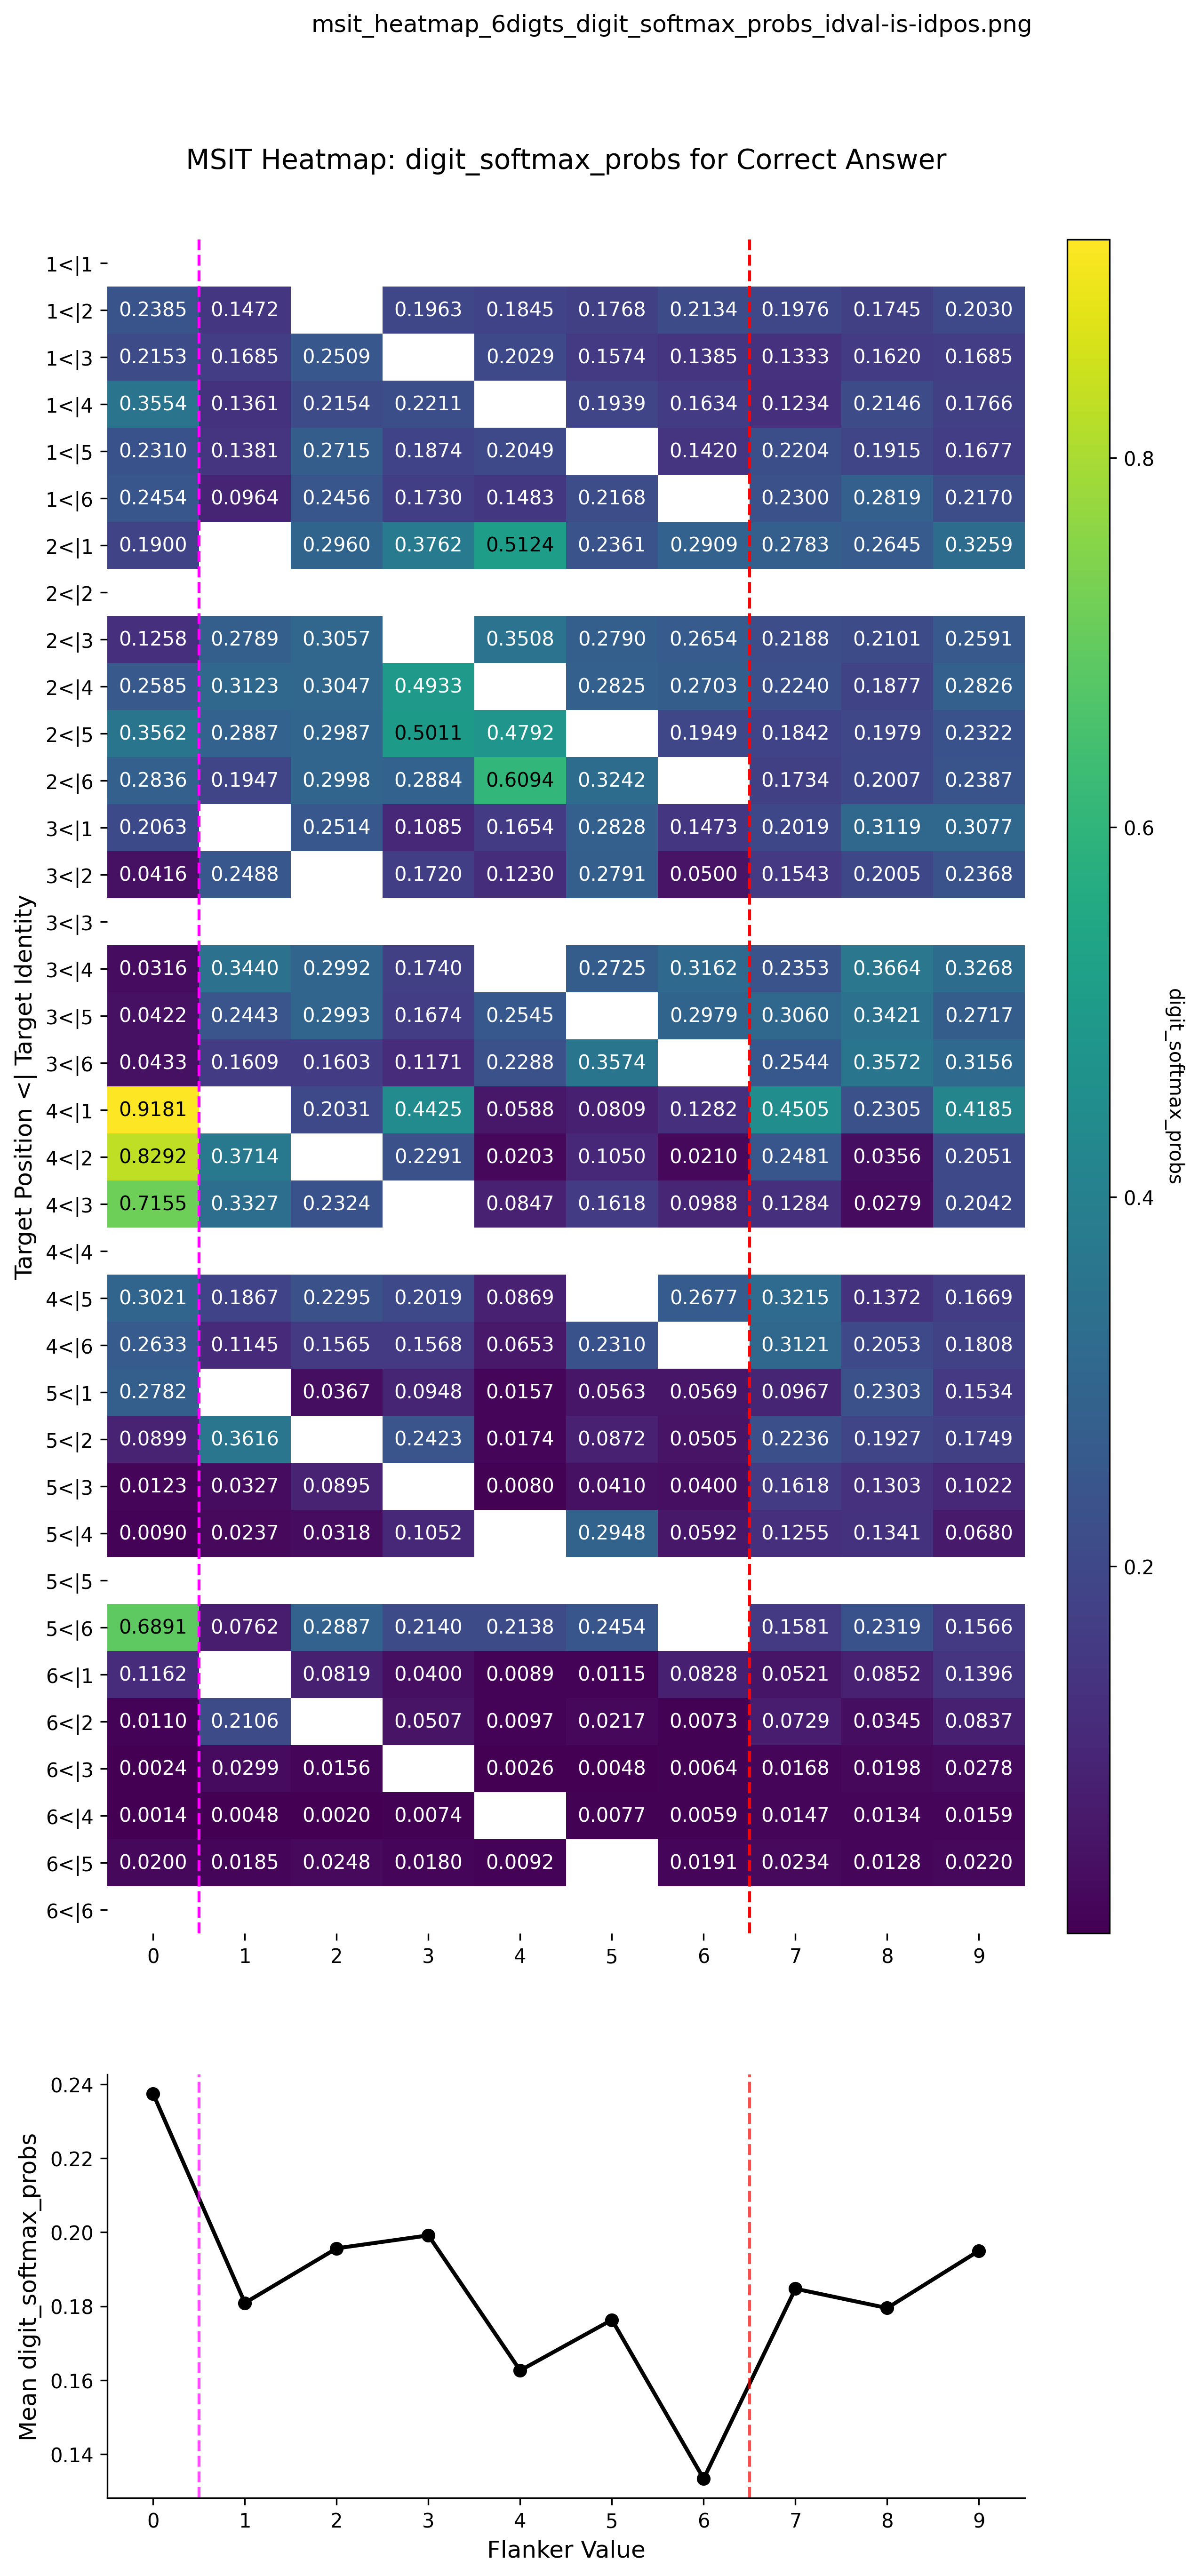 msit_heatmap_6digts_digit_softmax_probs_idval-is-idpos.png
MSIT Heatmap: digit_softmax_probs for Correct Answer
Target Position <| Target Identity
1<|1
1<|2 0.2385 0.1472 0.1963 0.1845 0.1768 0.2134 0.1976 0.1745 0.2030
1<|3 0.2153 0.1685 0.2509 0.2029 0.1574 0.1385 0.1333 0.1620 0.1685
1<|4 0.3554 0.1361 0.2154 0.2211 0.1939 0.1634 0.1234 0.2146 0.1766
1<|5 0.2310 0.1381 0.2715 0.1874 0.2049 0.1420 0.2204 0.1915 0.1677
1<|6 0.2454 0.0964 0.2456 0.1730 0.1483 0.2168 0.2300 0.2819 0.2170
2<|1 0.1900 0.2960 0.3762 0.5124 0.2361 0.2909 0.2783 0.2645 0.3259
2<|2
2<|3 0.1258 0.2789 0.3057 0.3508 0.2790 0.2654 0.2188 0.2101 0.2591
2<|4 0.2585 0.3123 0.3047 0.4933 0.2825 0.2703 0.2240 0.1877 0.2826
2<|5 0.3562 0.2887 0.2987 0.5011 0.4792 0.1949 0.1842 0.1979 0.2322
2<|6 0.2836 0.1947 0.2998 0.2884 0.6094 0.3242 0.1734 0.2007 0.2387
3<|1 0.2063 0.2514 0.1085 0.1654 0.2828 0.1473 0.2019 0.3119 0.3077
3<|2 0.0416 0.2488 0.1720 0.1230 0.2791 0.0500 0.1543 0.2005 0.2368
3<|3
3<|4 0.0316 0.3440 0.2992 0.1740 0.2725 0.3162 0.2353 0.3664 0.3268
3<|5 0.0422 0.2443 0.2993 0.1674 0.2545 0.2979 0.3060 0.3421 0.2717
3<|6 0.0433 0.1609 0.1603 0.1171 0.2288 0.3574 0.2544 0.3572 0.3156
4<|1 0.9181 0.2031 0.4425 0.0588 0.0809 0.1282 0.4505 0.2305 0.4185
4<|2 0.8292 0.3714 0.2291 0.0203 0.1050 0.0210 0.2481 0.0356 0.2051
4<|3 0.7155 0.3327 0.2324 0.0847 0.1618 0.0988 0.1284 0.0279 0.2042
4<|4
4<|5 0.3021 0.1867 0.2295 0.2019 0.0869 0.2677 0.3215 0.1372 0.1669
4<|6 0.2633 0.1145 0.1565 0.1568 0.0653 0.2310 0.3121 0.2053 0.1808
5<|1 0.2782 0.0367 0.0948 0.0157 0.0563 0.0569 0.0967 0.2303 0.1534
5<|2 0.0899 0.3616 0.2423 0.0174 0.0872 0.0505 0.2236 0.1927 0.1749
5<|3 0.0123 0.0327 0.0895 0.0080 0.0410 0.0400 0.1618 0.1303 0.1022
5<|4 0.0090 0.0237 0.0318 0.1052 0.2948 0.0592 0.1255 0.1341 0.0680
5<|5
5<|6 0.6891 0.0762 0.2887 0.2140 0.2138 0.2454 0.1581 0.2319 0.1566
6<|1 0.1162 0.0819 0.0400 0.0089 0.0115 0.0828 0.0521 0.0852 0.1396
6<|2 0.0110 0.2106 0.0507 0.0097 0.0217 0.0073 0.0729 0.0345 0.0837
6<|3 0.0024 0.0299 0.0156 0.0026 0.0048 0.0064 0.0168 0.0198 0.0278
6<|4 0.0014 0.0048 0.0020 0.0074 0.0077 0.0059 0.0147 0.0134 0.0159
6<|5 0.0200 0.0185 0.0248 0.0180 0.0092 0.0191 0.0234 0.0128 0.0220
6<|6
0 1 2 3 4 5 6 7 8 9
0.8
0.6
0.4
0.2
digit_softmax_probs
Mean digit_softmax_probs
0.24
0.22
0.20
0.18
0.16
0.14
0 1 2 3 4 5 6 7 8 9
Flanker Value